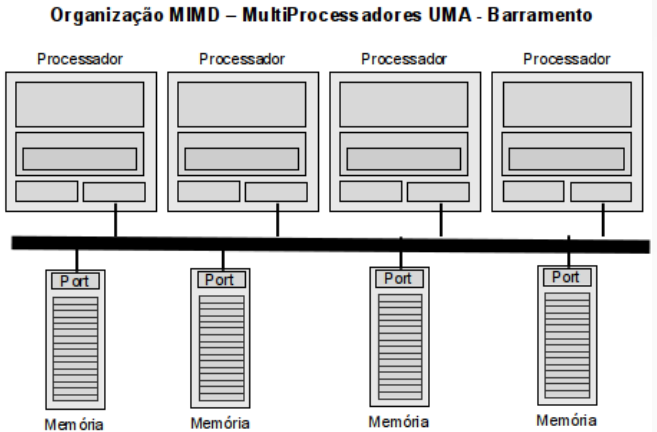 Organização MIMD – MultiProcessadores UMA - Barramento
Processador Processador Processador Processador
Port Port Port Port
Memória Memória Memória Memória